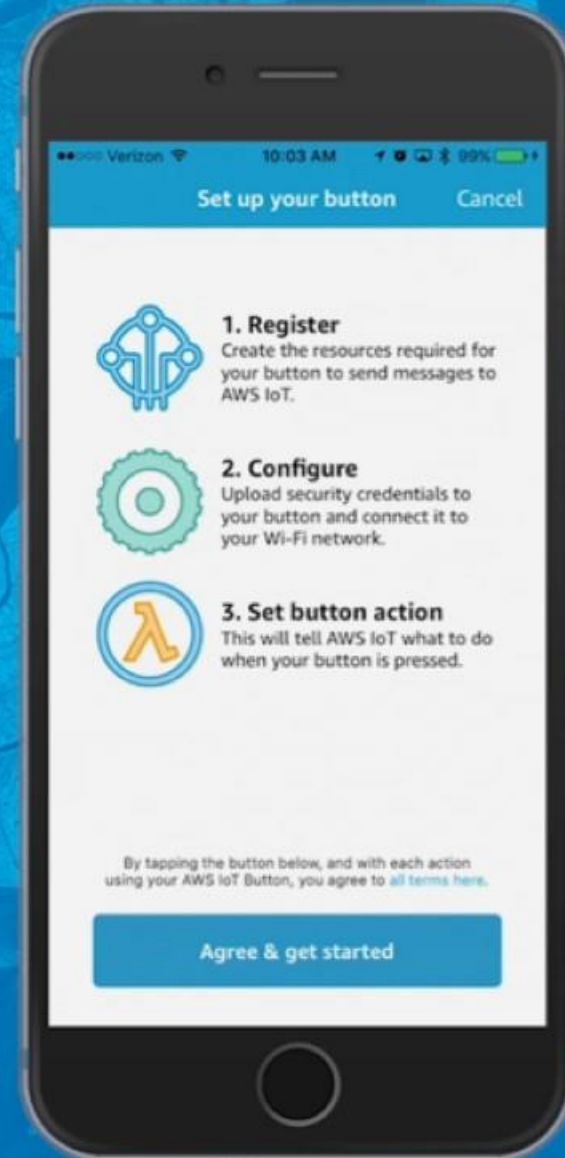 Verizon 10:03 AM 99%
Set up your button Cancel
1. Register
Create the resources required for
your button to send messages to
AWS IoT.
2. Configure
Upload security credentials to
your button and connect it to
your Wi-Fi network.
3. Set button action
This will tell AWS IoT what to do
when your button is pressed.
By tapping the button below, and with each action
using your AWS IoT Button, you agree to all terms here.
Agree & get started